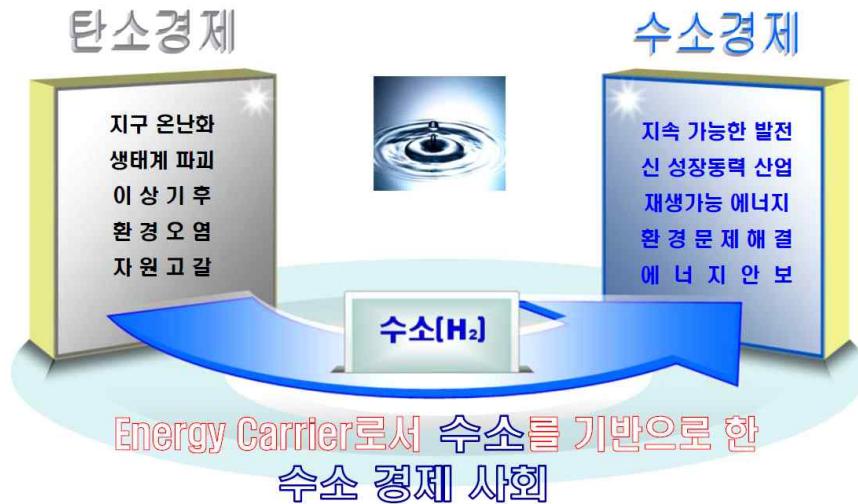 탄소경제
수소경제
지구 온난화
생태계 파괴
이 상 기 후
환 경 오 염
자 원 고 갈
지속 가능한 발전
신 성장동력 산업
재생가능 에너지
환 경 문 제 해 결
에 너 지 안 보
수소(H₂)
Energy Carrier로서 수소를 기반으로 한
수소 경제 사회